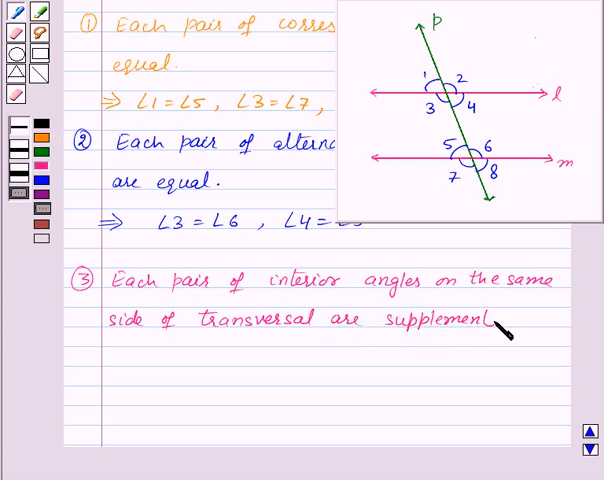 ① Each pair of corres
equal.
⇒ ∠1 = ∠5 , ∠3 = ∠7 ,
② Each pair of alterna
are equal.
⇒ ∠3 = ∠6 , ∠4 = ∠5
③ Each pair of interior angles on the same
side of transversal are supplement
p
1 2
l
3 4
5 6
m
7 8